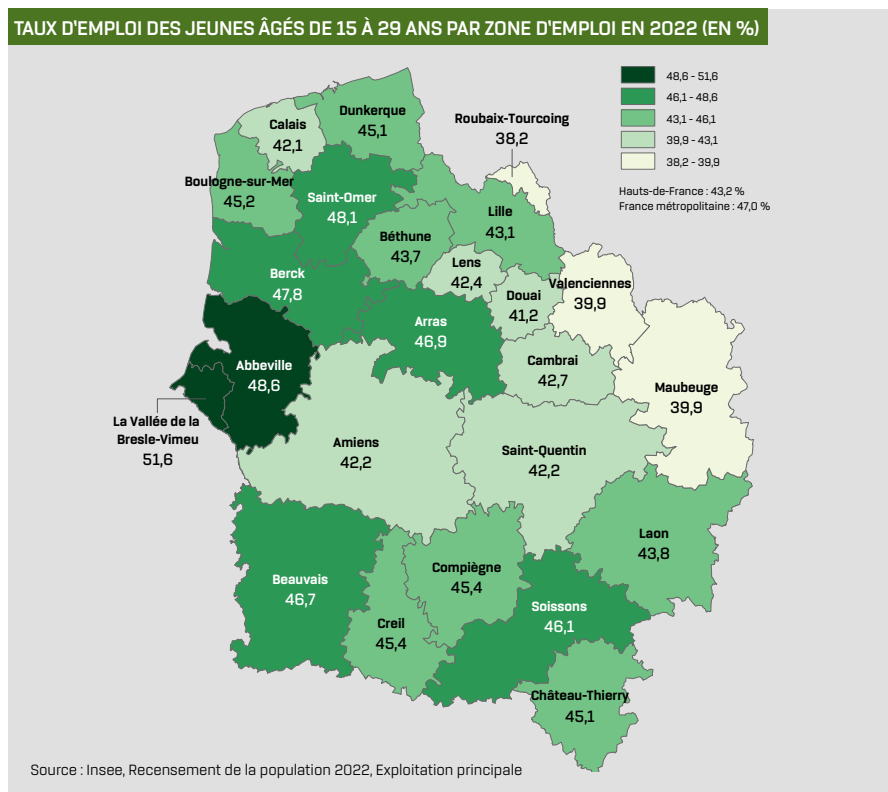 TAUX D'EMPLOI DES JEUNES ÂGÉS DE 15 À 29 ANS PAR ZONE D'EMPLOI EN 2022 (EN %)
48,6 - 51,6
46,1 - 48,6
43,1 - 46,1
39,9 - 43,1
38,2 - 39,9
Hauts-de-France : 43,2 %
France métropolitaine : 47,0 %
Dunkerque
45,1
Calais
42,1
Roubaix-Tourcoing
38,2
Boulogne-sur-Mer
45,2
Saint-Omer
48,1
Lille
43,1
Béthune
43,7
Lens
42,4
Berck
47,8
Douai
41,2
Valenciennes
39,9
Arras
46,9
Abbeville
48,6
Cambrai
42,7
Maubeuge
39,9
La Vallée de la
Bresle-Vimeu
51,6
Amiens
42,2
Saint-Quentin
42,2
Laon
43,8
Beauvais
46,7
Compiègne
45,4
Soissons
46,1
Creil
45,4
Château-Thierry
45,1
Source : Insee, Recensement de la population 2022, Exploitation principale